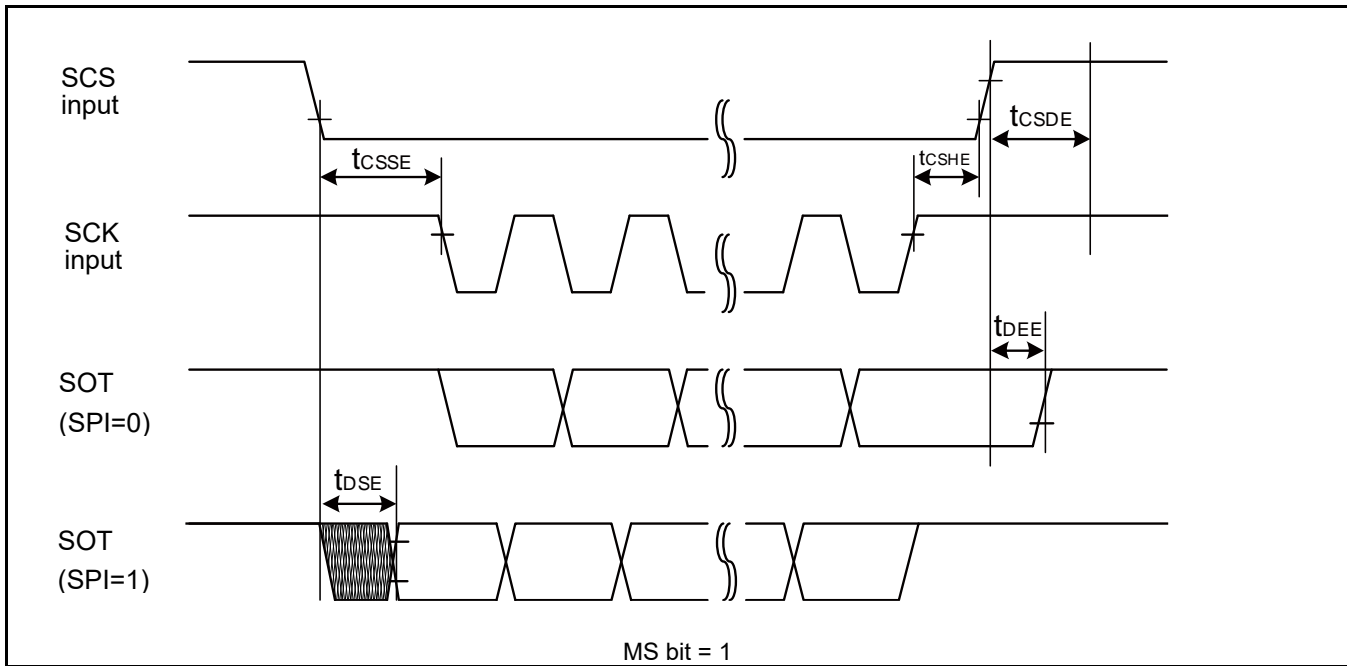 SCS
input
tCSDE
tCSSE
tCSHE
SCK
input
tDEE
SOT
(SPI=0)
tDSE
SOT
(SPI=1)
MS bit = 1